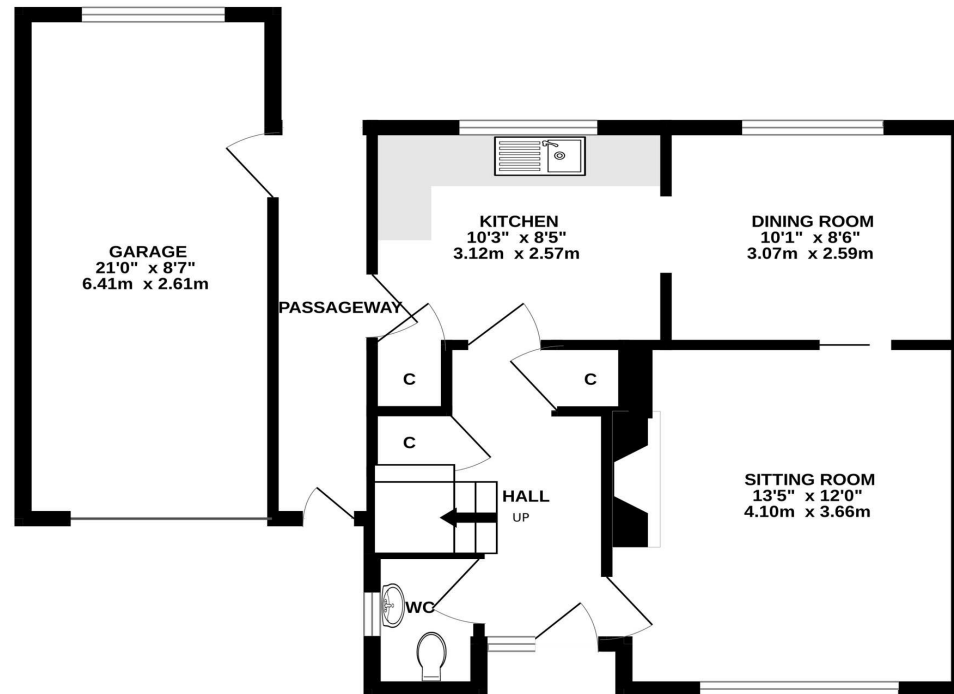 GARAGE
21'0" x 8'7"
6.41m x 2.61m
PASSAGEWAY
KITCHEN
10'3" x 8'5"
3.12m x 2.57m
DINING ROOM
10'1" x 8'6"
3.07m x 2.59m
C
C
C
HALL
UP
SITTING ROOM
13'5" x 12'0"
4.10m x 3.66m
WC